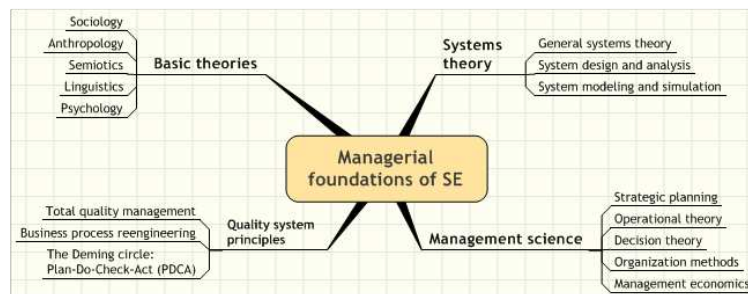 Sociology
Anthropology
Semiotics
Linguistics
Psychology
Basic theories
Systems
theory
General systems theory
System design and analysis
System modeling and simulation
Managerial
foundations of SE
Total quality management
Business process reengineering
The Deming circle:
Plan-Do-Check-Act (PDCA)
Quality system
principles
Management science
Strategic planning
Operational theory
Decision theory
Organization methods
Management economics